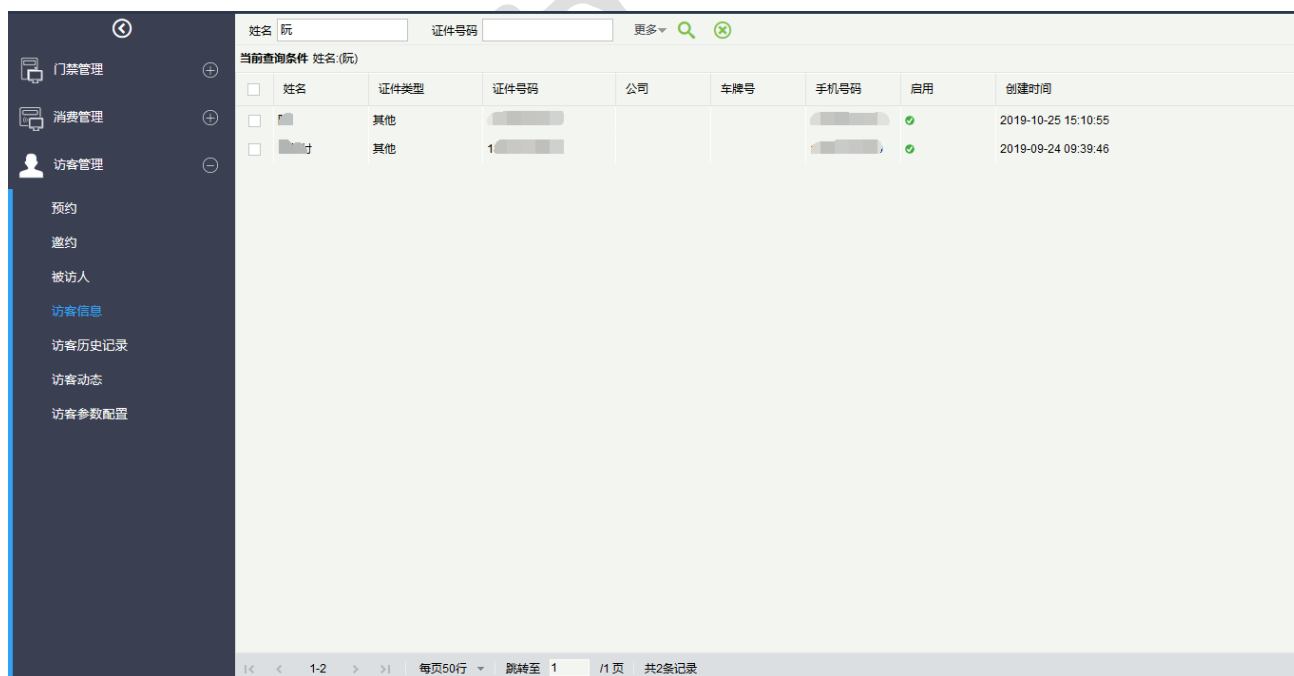 姓名 阮 证件号码 更多
当前查询条件 姓名:(阮)
门禁管理
消费管理
访客管理
预约
邀约
被访人
访客信息
访客历史记录
访客动态
访客参数配置
姓名 证件类型 证件号码 公司 车牌号 手机号码 启用 创建时间
其他 2019-10-25 15:10:55
其他 1 2019-09-24 09:39:46
1-2 每页50行 跳转至 1 /1 页 共2条记录